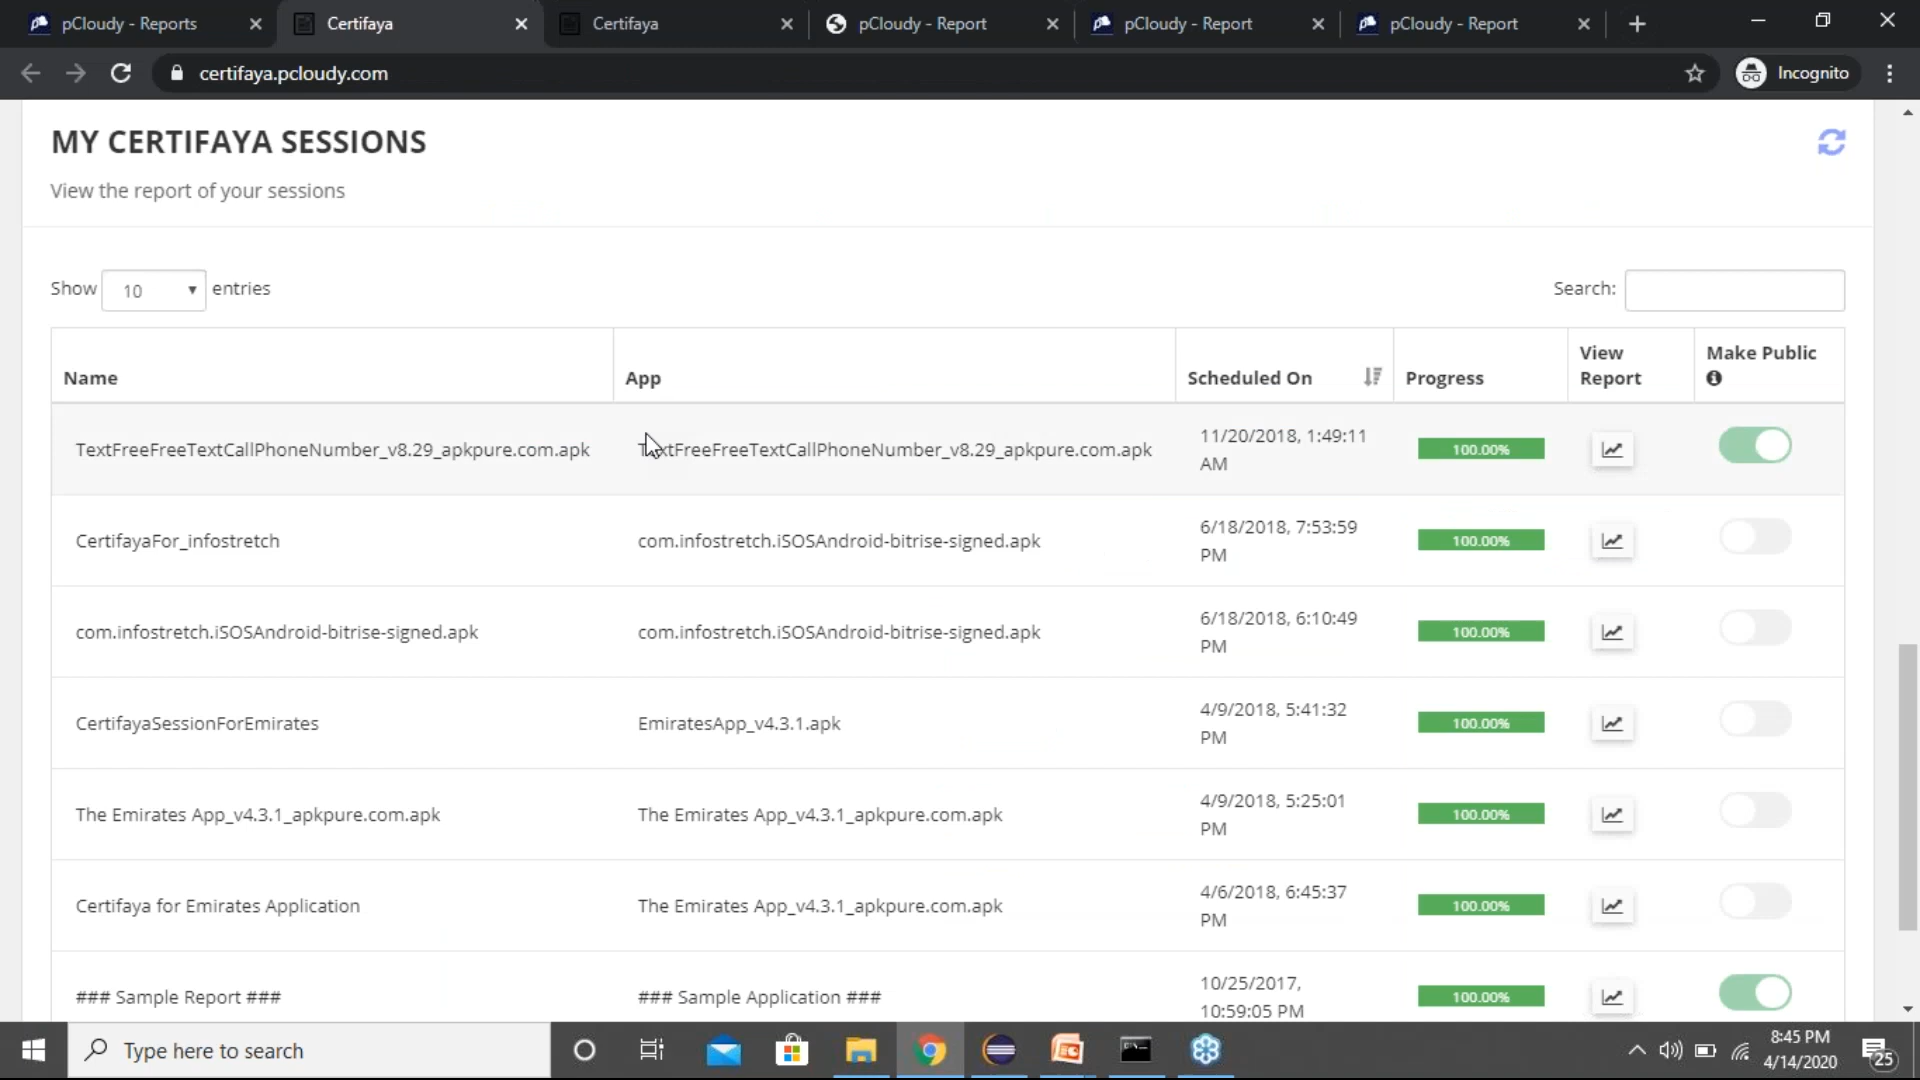 pCloudy - Reports
Certifaya
Certifaya
pCloudy - Report
pCloudy - Report
pCloudy - Report
certifaya.pcloudy.com
Incognito
MY CERTIFAYA SESSIONS
View the report of your sessions
Show 10 entries
Search:
Name
App
Scheduled On
Progress
View
Report
Make Public
TextFreeFreeTextCallPhoneNumber_v8.29_apkpure.com.apk
TextFreeFreeTextCallPhoneNumber_v8.29_apkpure.com.apk
11/20/2018, 1:49:11
AM
100.00%
CertifayaFor_infostretch
com.infostretch.iSOSAndroid-bitrise-signed.apk
6/18/2018, 7:53:59
PM
100.00%
com.infostretch.iSOSAndroid-bitrise-signed.apk
com.infostretch.iSOSAndroid-bitrise-signed.apk
6/18/2018, 6:10:49
PM
100.00%
CertifayaSessionForEmirates
EmiratesApp_v4.3.1.apk
4/9/2018, 5:41:32
PM
100.00%
The Emirates App_v4.3.1_apkpure.com.apk
The Emirates App_v4.3.1_apkpure.com.apk
4/9/2018, 5:25:01
PM
100.00%
Certifaya for Emirates Application
The Emirates App_v4.3.1_apkpure.com.apk
4/6/2018, 6:45:37
PM
100.00%
### Sample Report ###
### Sample Application ###
10/25/2017,
10:59:05 PM
100.00%
Type here to search
8:45 PM
4/14/2020
25